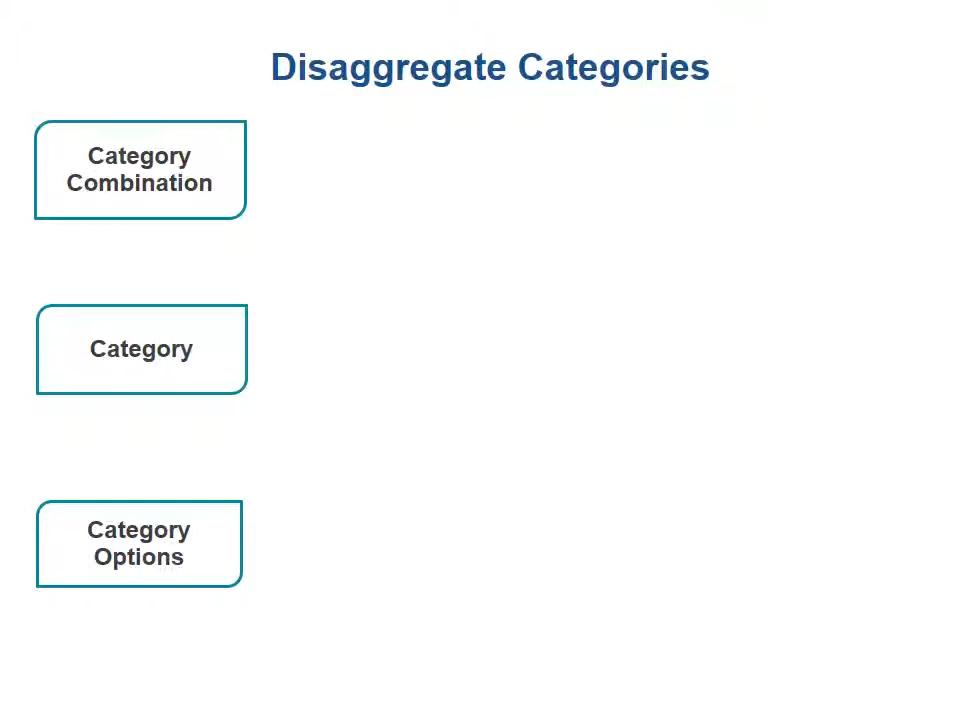 Disaggregate Categories
Category
Combination
Category
Category
Options